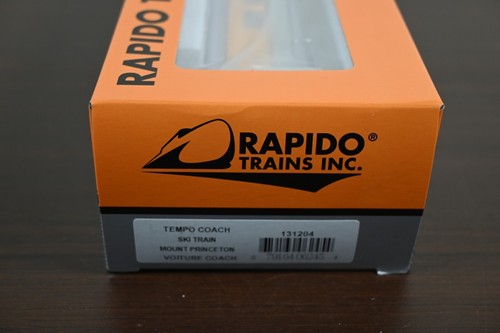 RAPIDO T
RAPIDO®
TRAINS INC.
TEMPO COACH
SKI TRAIN
MOUNT PRINCETON
VOITURE COACH
131204